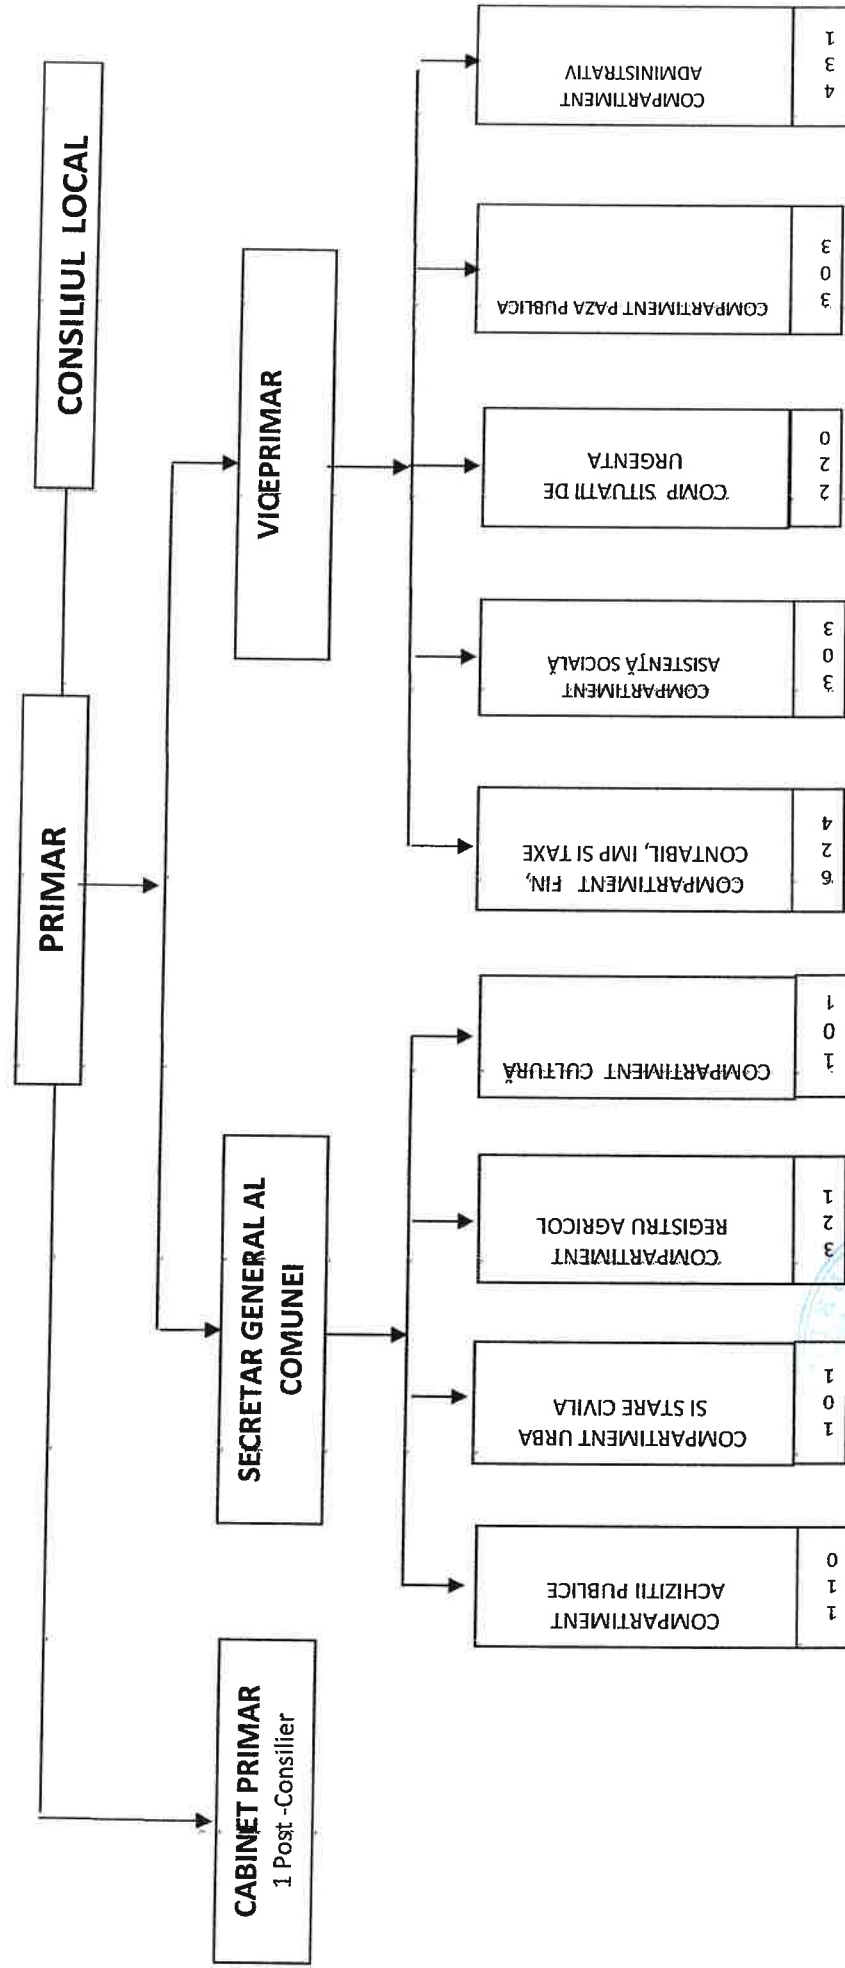 PRIMAR
CONSILIUL LOCAL
CABINET PRIMAR
1 Post -Consilier
SECRETAR GENERAL AL
COMUNEI
VICEPRIMAR
COMPARTIMENT
ACHIZITII PUBLICE
1
1
0
COMPARTIMENT URBA
SI STARE CIVILA
1
0
1
COMPARTIMENT
REGISTRU AGRICOL
3
2
1
COMPARTIMENT CULTURĂ
1
0
1
COMPARTIMENT FIN,
CONTABIL, IMP SI TAXE
6
2
4
COMPARTIMENT
ASISTENŢĂ SOCIALĂ
3
0
3
COMP SITUATII DE
URGENTA
2
2
0
COMPARTIMENT PAZA PUBLICA
3
0
3
COMPARTIMENT
ADMINISTRATIV
4
3
1